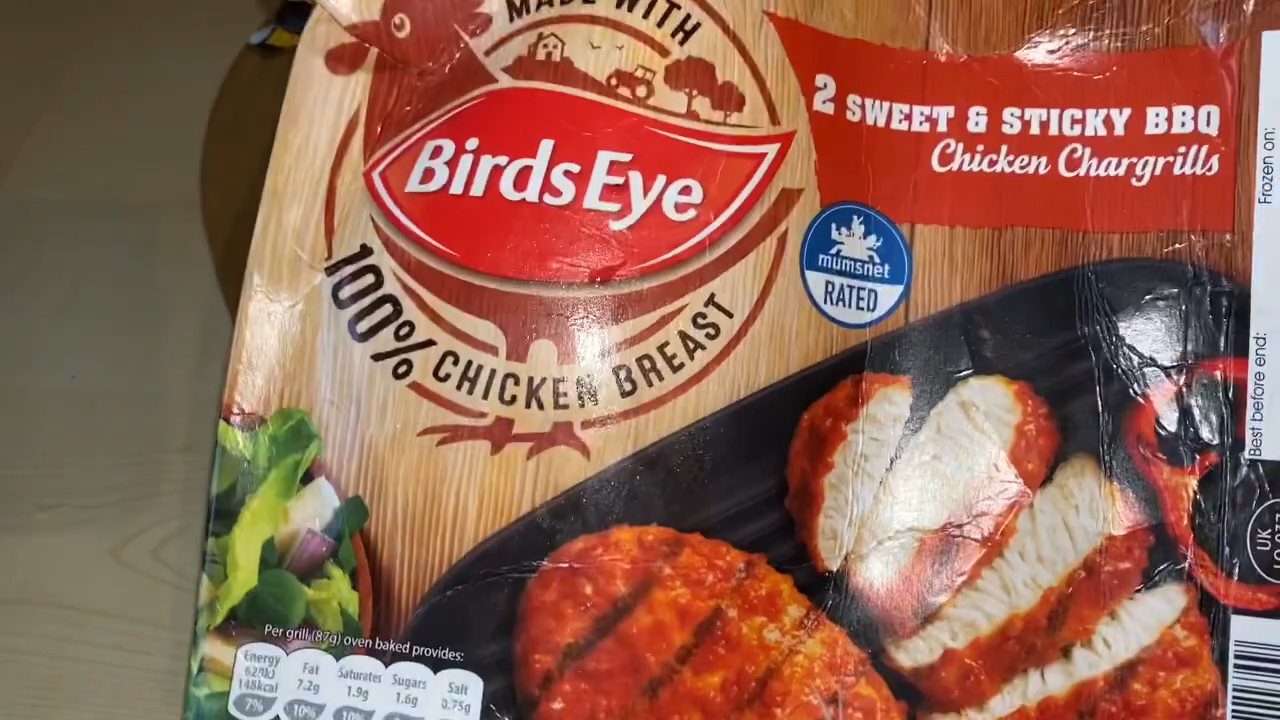 MADE WITH
BirdsEye
100% CHICKEN BREAST
2 SWEET & STICKY BBQ
Chicken Chargrills
mumsnet
RATED
Frozen on:
Best before end:
UK
Per grill (87g) oven baked provides:
Energy
620kJ
148kcal
7%
Fat
7.2g
10%
Saturates
1.9g
10%
Sugars
1.6g
Salt
0.75g